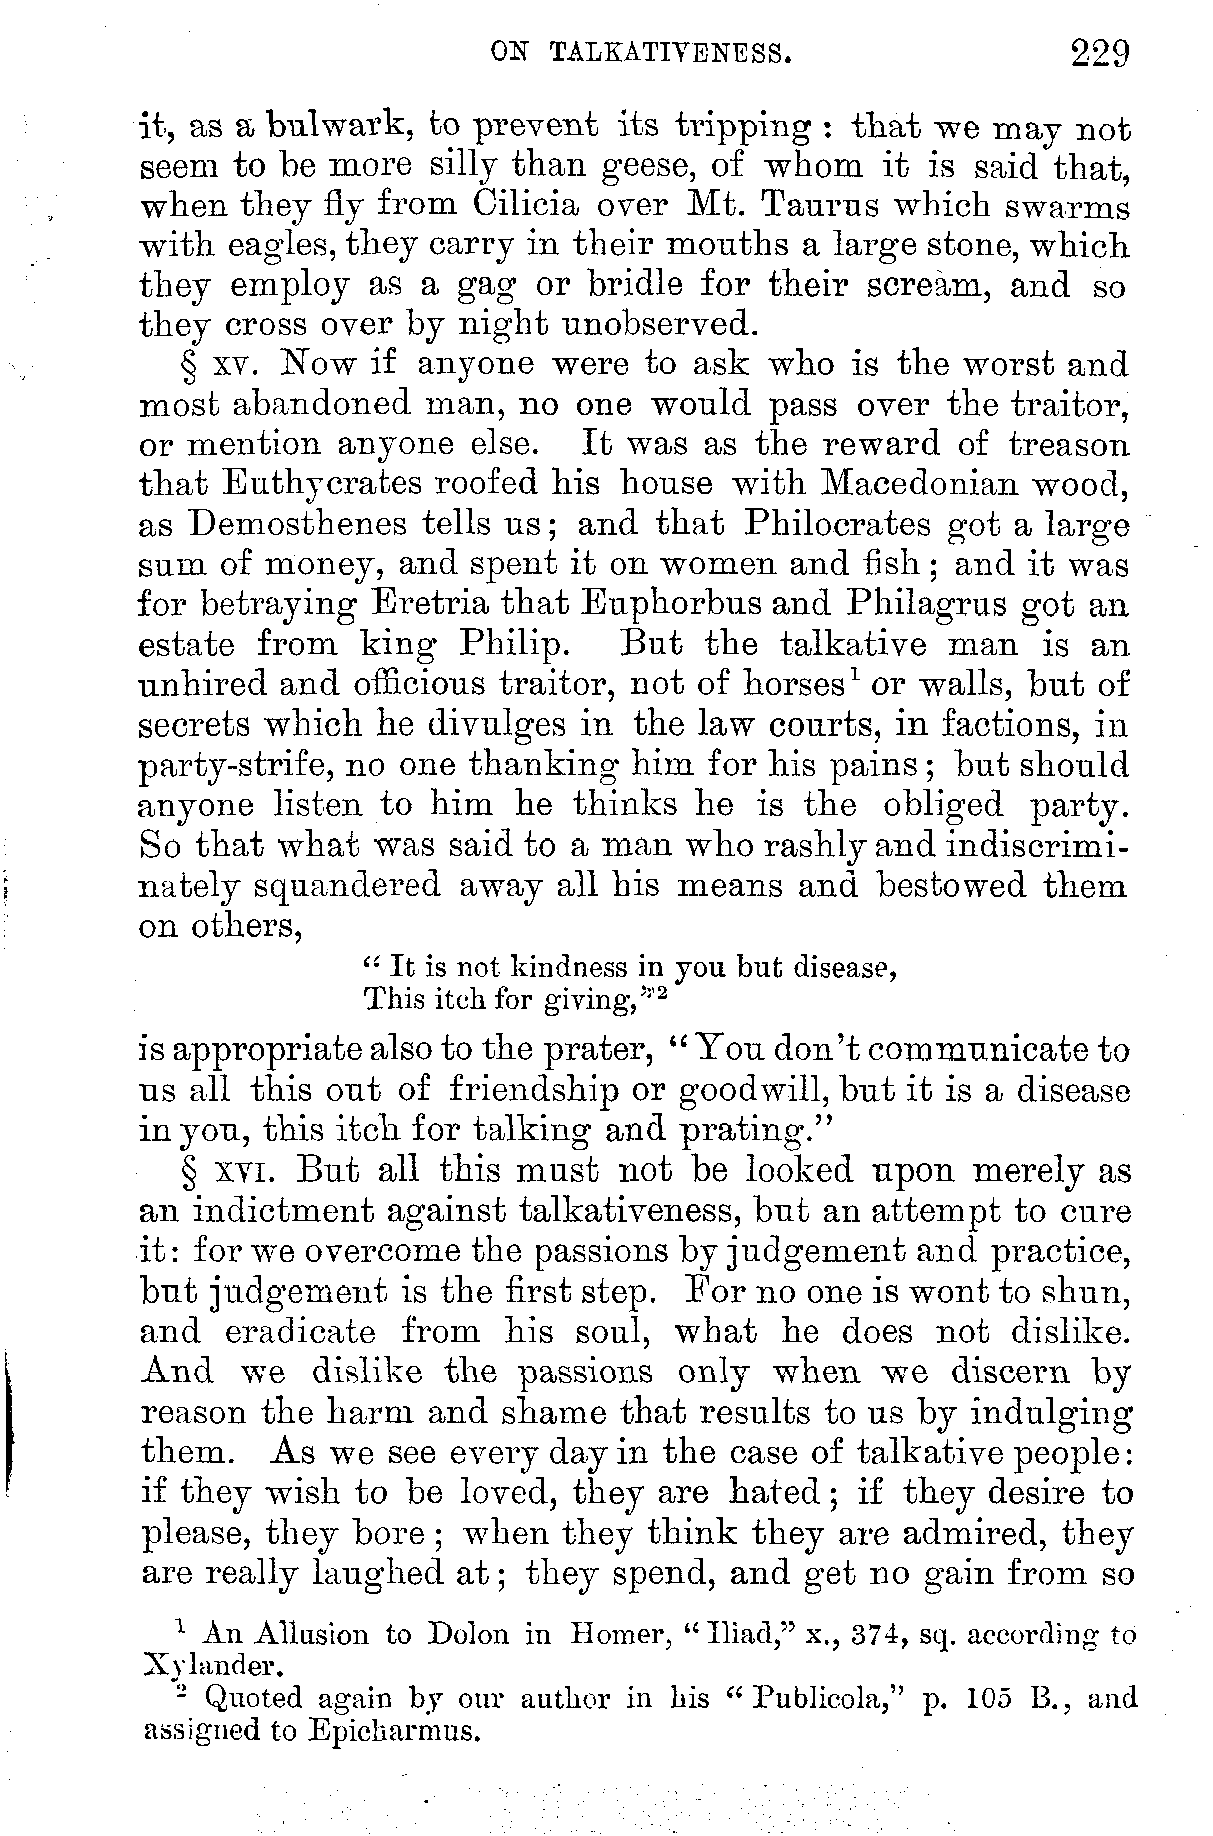 ON TALKATIVENESS. 229
it, as a bulwark, to prevent its tripping : that we may not
seem to be more silly than geese, of whom it is said that,
when they fly from Cilicia over Mt. Taurus which swarms
with eagles, they carry in their mouths a large stone, which
they employ as a gag or bridle for their scream, and so
they cross over by night unobserved.
§ XV. Now if anyone were to ask who is the worst and
most abandoned man, no one would pass over the traitor,
or mention anyone else. It was as the reward of treason
that Euthycrates roofed his house with Macedonian wood,
as Demosthenes tells us; and that Philocrates got a large
sum of money, and spent it on women and fish ; and it was
for betraying Eretria that Euphorbus and Philagrus got an
estate from king Philip. But the talkative man is an
unhired and officious traitor, not of horses¹ or walls, but of
secrets which he divulges in the law courts, in factions, in
party-strife, no one thanking him for his pains ; but should
anyone listen to him he thinks he is the obliged party.
So that what was said to a man who rashly and indiscrimi-
nately squandered away all his means and bestowed them
on others,
“ It is not kindness in you but disease,
This itch for giving,”²
is appropriate also to the prater, “ You don’t communicate to
us all this out of friendship or goodwill, but it is a disease
in you, this itch for talking and prating.”
§ XVI. But all this must not be looked upon merely as
an indictment against talkativeness, but an attempt to cure
it: for we overcome the passions by judgement and practice,
but judgement is the first step. For no one is wont to shun,
and eradicate from his soul, what he does not dislike.
And we dislike the passions only when we discern by
reason the harm and shame that results to us by indulging
them. As we see every day in the case of talkative people:
if they wish to be loved, they are hated ; if they desire to
please, they bore ; when they think they are admired, they
are really laughed at ; they spend, and get no gain from so
¹ An Allusion to Dolon in Homer, “ Iliad,” x., 374, sq. according to
Xylander.
² Quoted again by our author in his “ Publicola,” p. 105 B., and
assigned to Epicharmus.